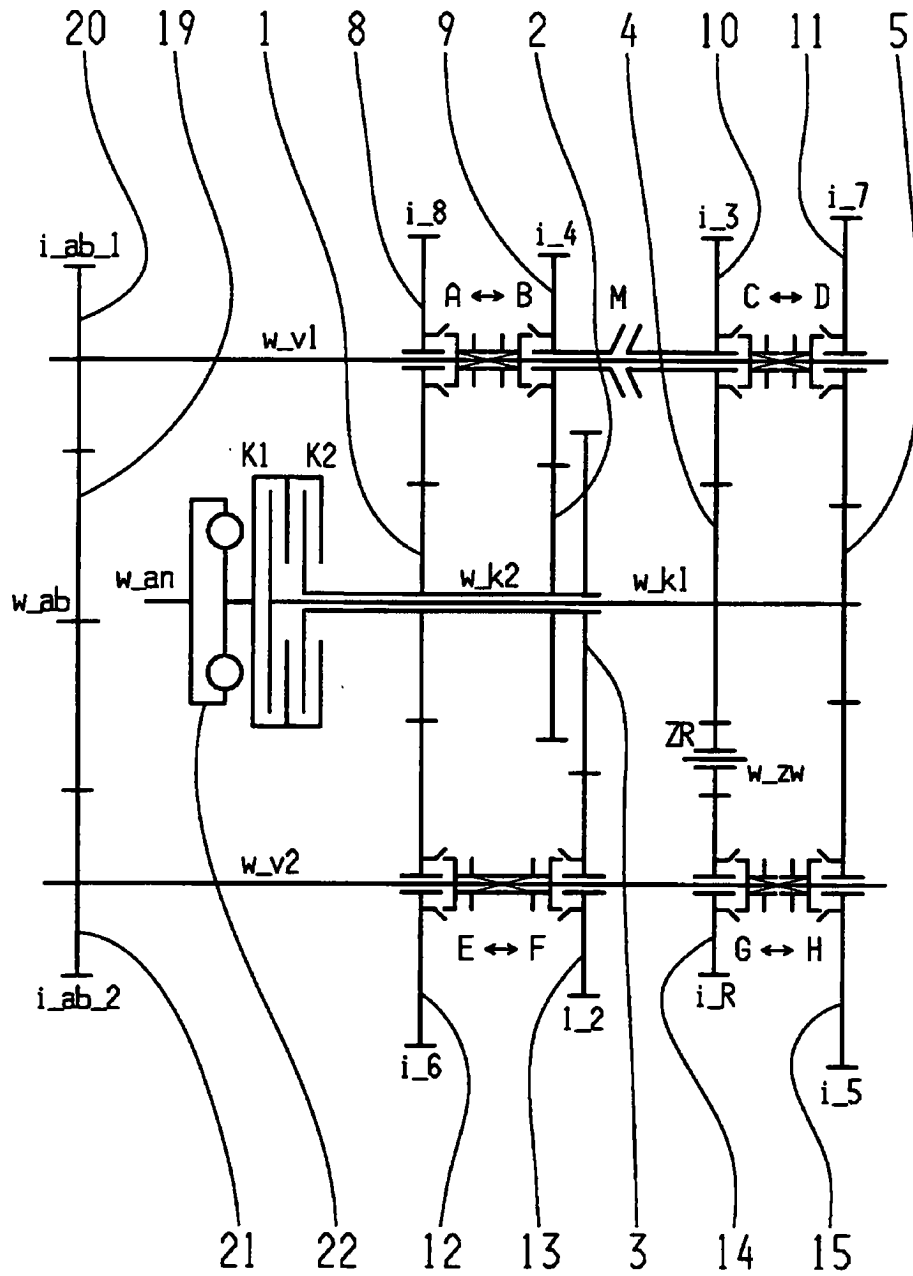 20 19 1 8 9 2 4 10 11 5
i_7
i_8 i_3
i_4
i_ab_1
A ↔ B M C ↔ D
w_v1
K1 K2
w_an w_k2 w_k1
w_ab
ZR
w_zw
w_v2
E ↔ F G ↔ H
i_ab_2 i_R
l_2
i_6
i_5
21 22 12 13 3 14 15